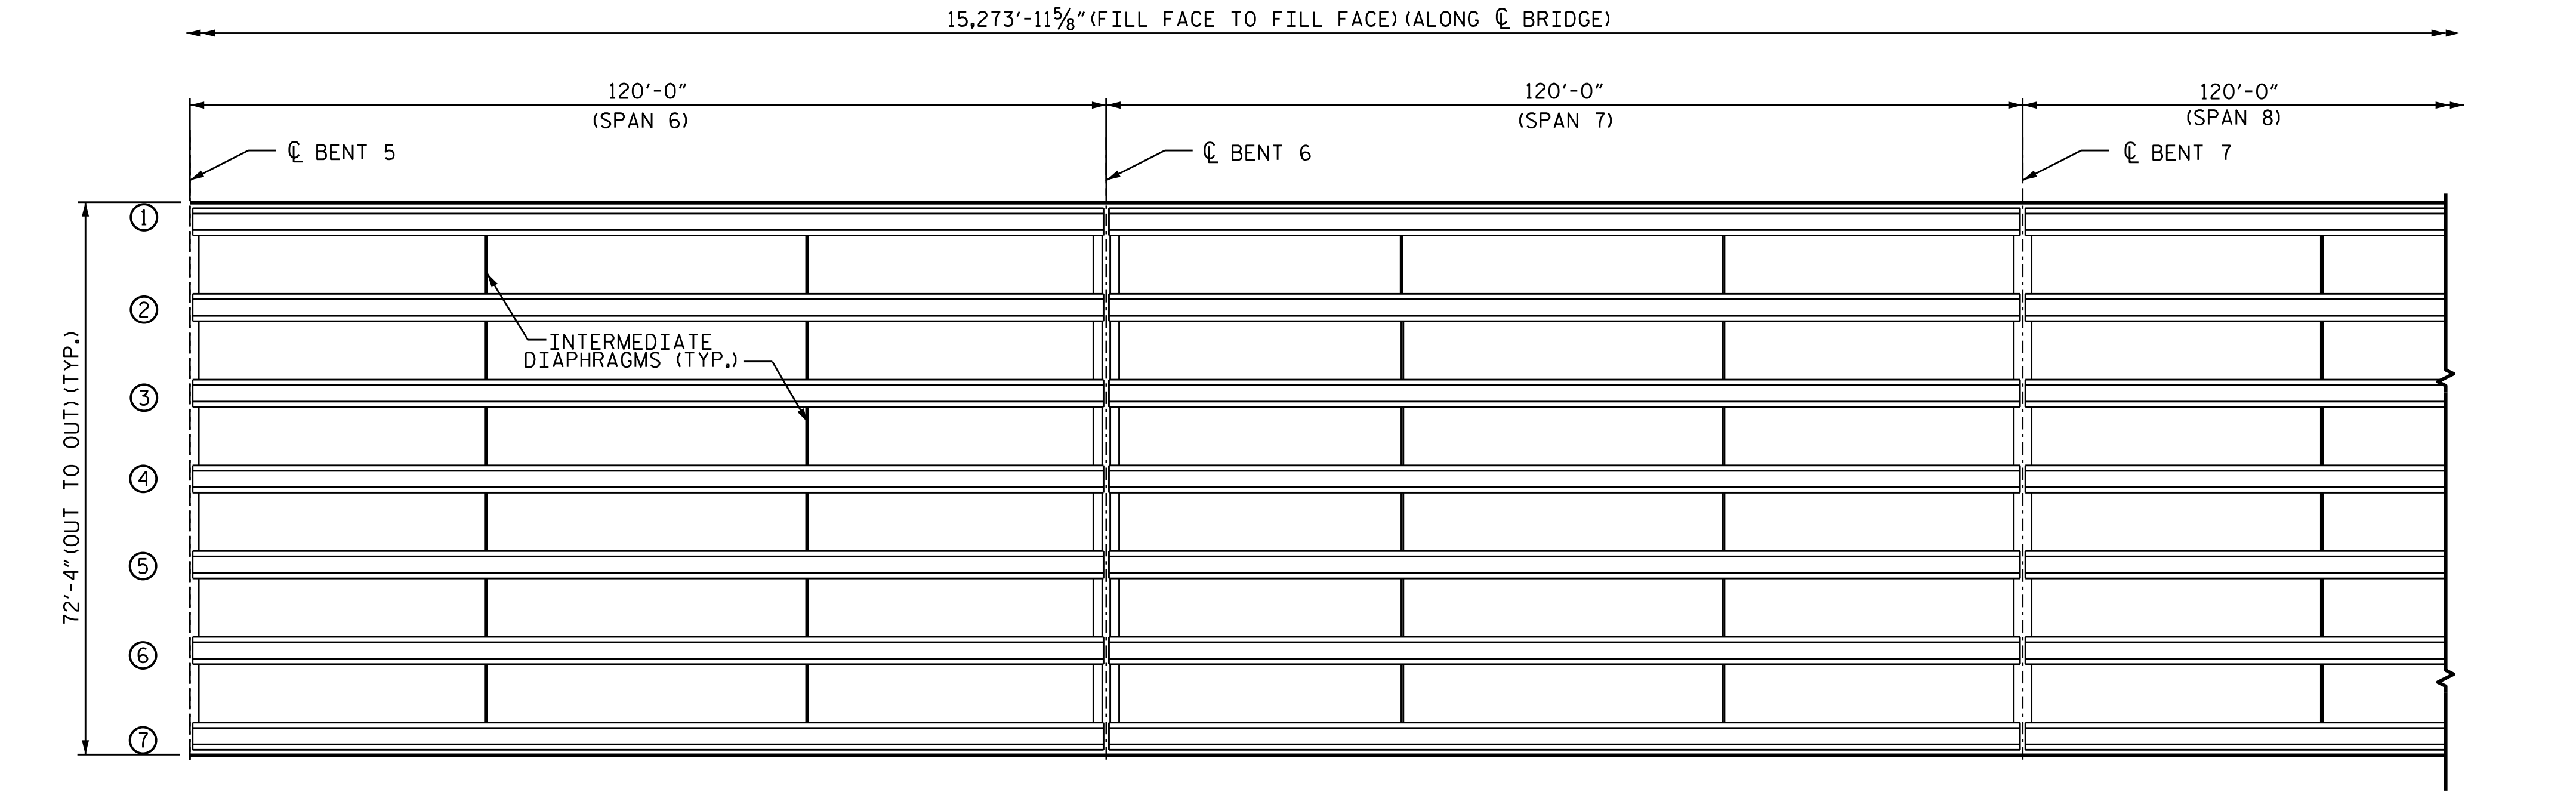 15,273'-11⅝" (FILL FACE TO FILL FACE) (ALONG ℄ BRIDGE)
120'-0"
(SPAN 6)
120'-0"
(SPAN 7)
120'-0"
(SPAN 8)
℄ BENT 5
℄ BENT 6
℄ BENT 7
72'-4" (OUT TO OUT) (TYP.)
1
2
INTERMEDIATE
DIAPHRAGMS (TYP.)
3
4
5
6
7